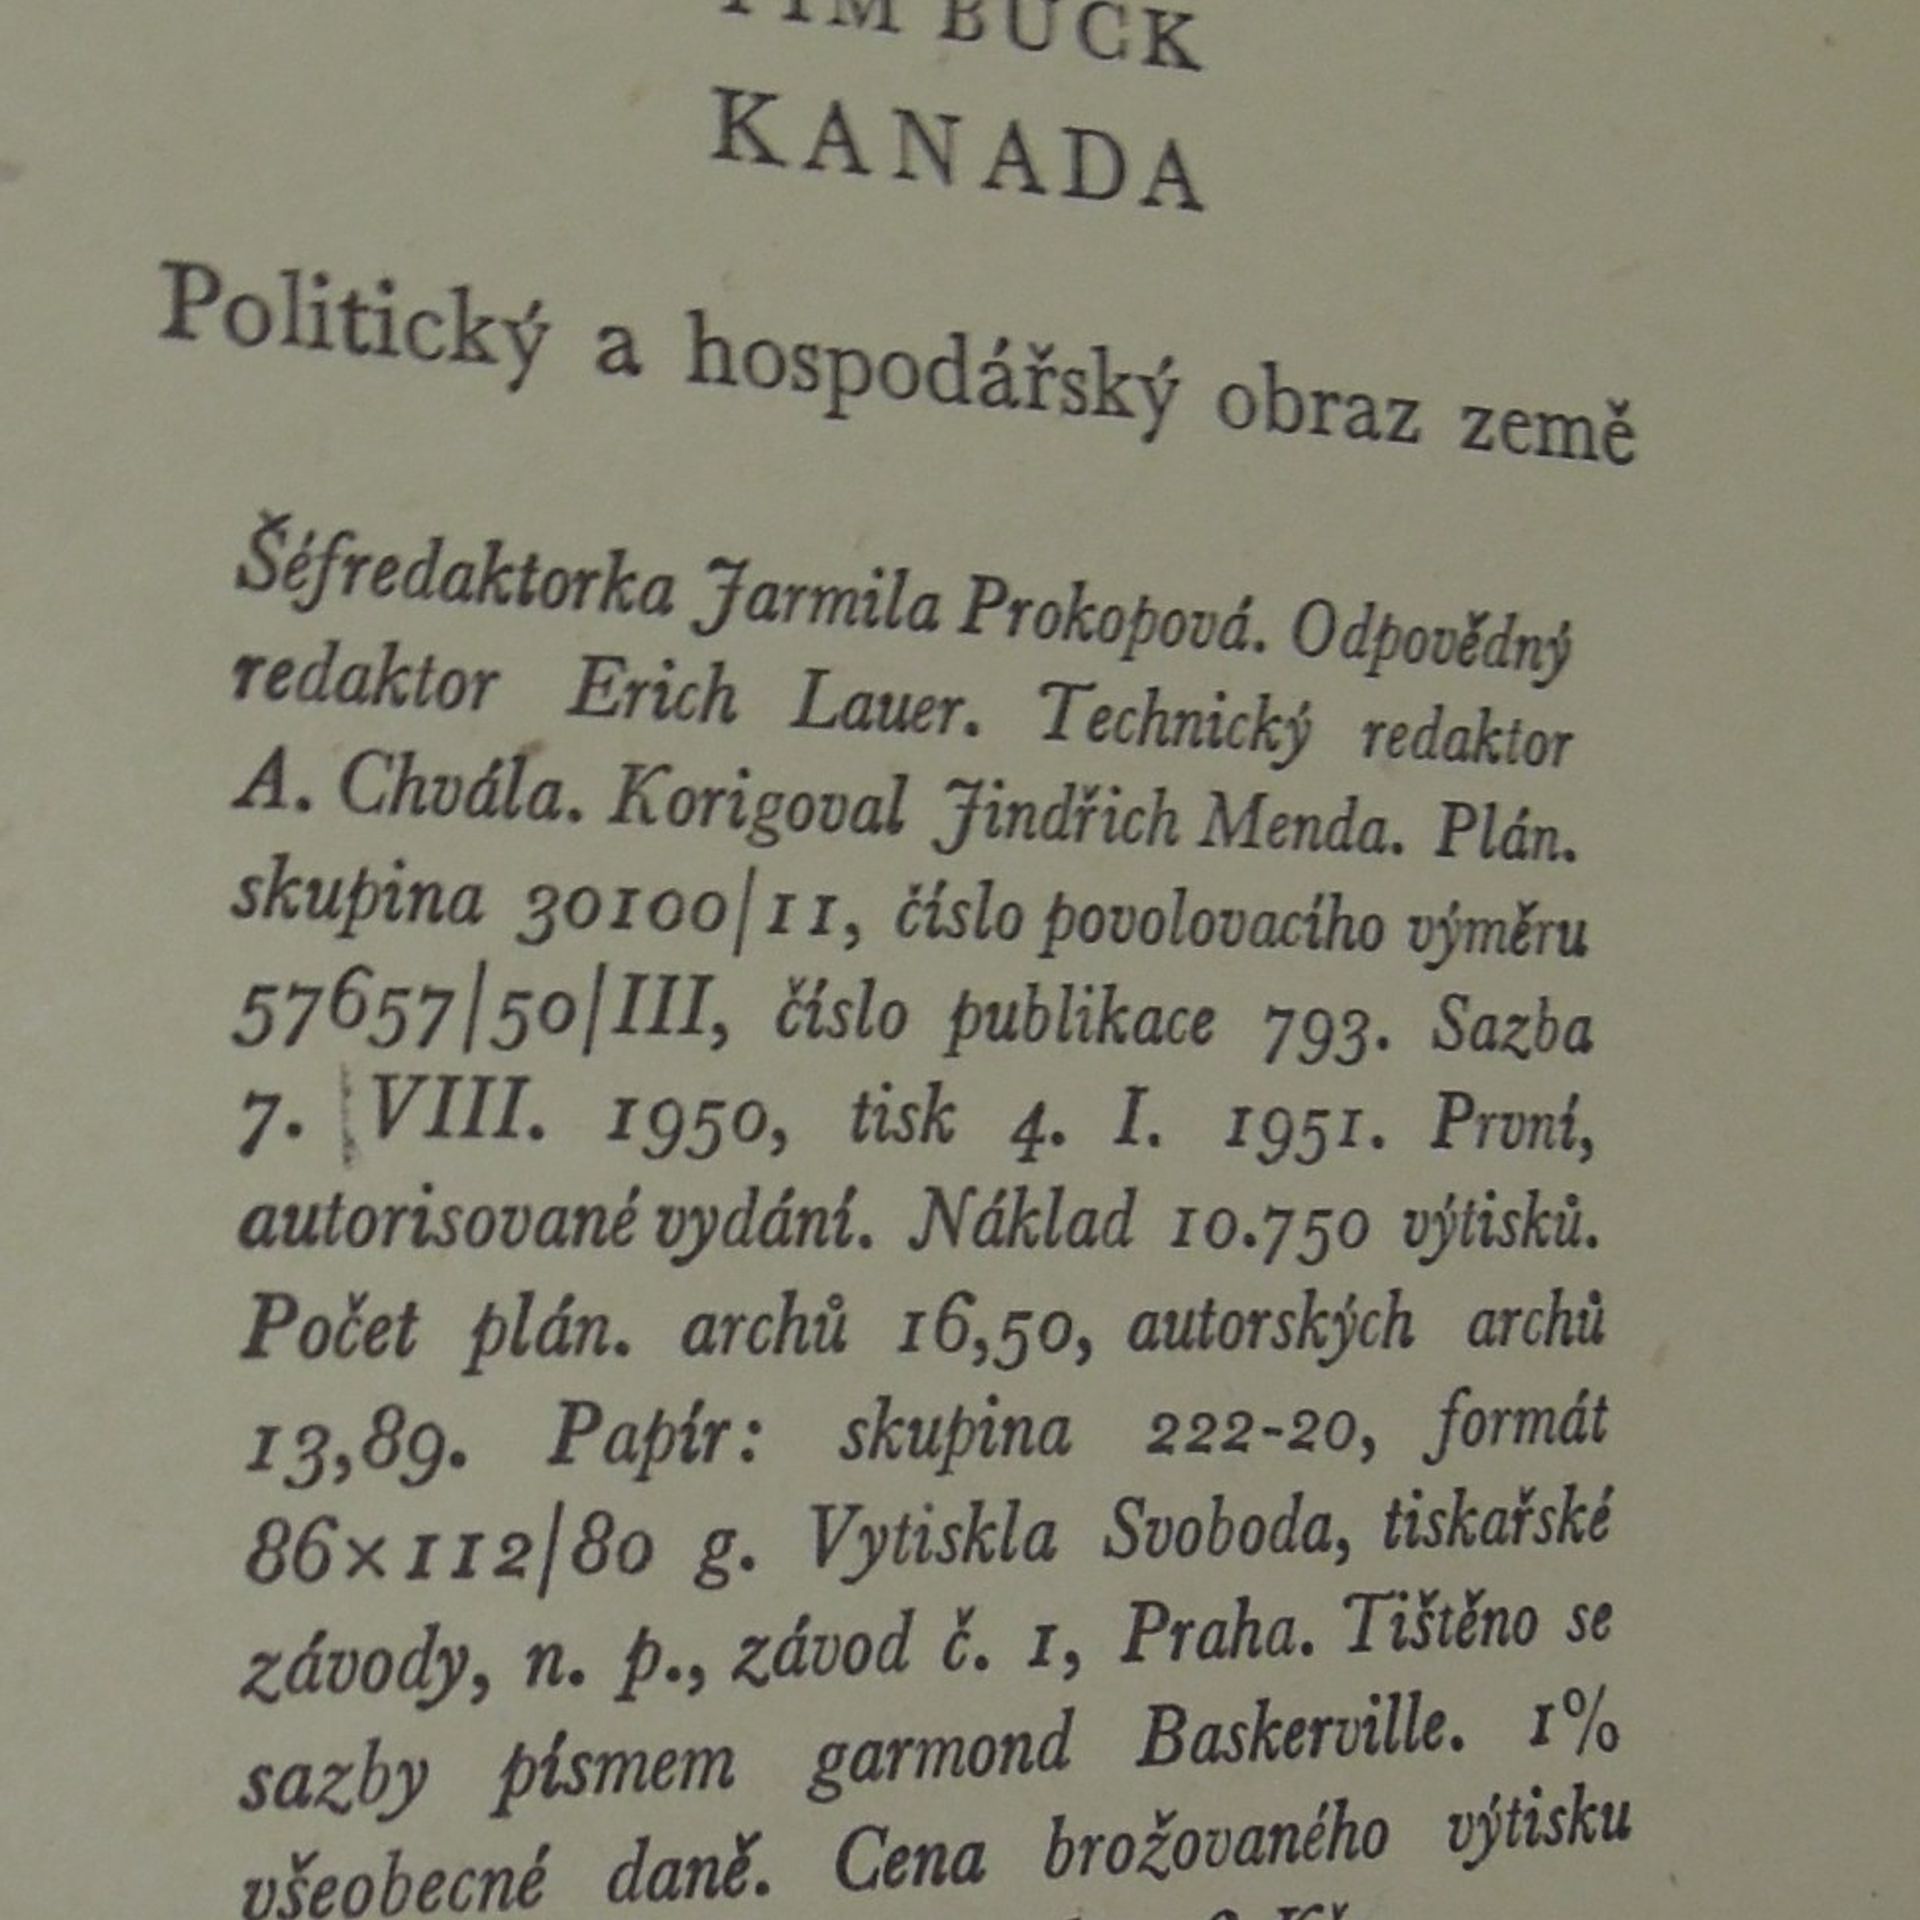 TIM BUCK
KANADA
Politický a hospodářský obraz země
Šéfredaktorka Jarmila Prokopová. Odpovědný
redaktor Erich Lauer. Technický redaktor
A. Chvála. Korigoval Jindřich Menda. Plán.
skupina 30100|11, číslo povolovacího výměru
57657|50|III, číslo publikace 793. Sazba
7. VIII. 1950, tisk 4. I. 1951. První,
autorisované vydání. Náklad 10.750 výtisků.
Počet plán. archů 16,50, autorských archů
13,89. Papír: skupina 222-20, formát
86×112|80 g. Vytiskla Svoboda, tiskařské
závody, n. p., závod č. 1, Praha. Tištěno se
sazby písmem garmond Baskerville. 1%
všeobecné daně. Cena brožovaného výtisku